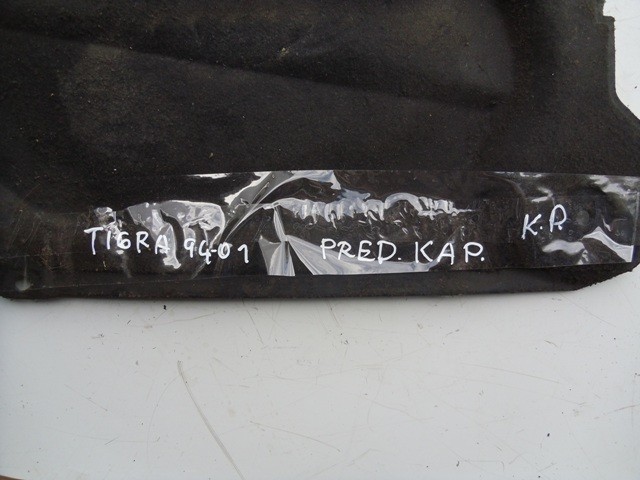 TIGRA 94-01 PRED. KAP. K.P.